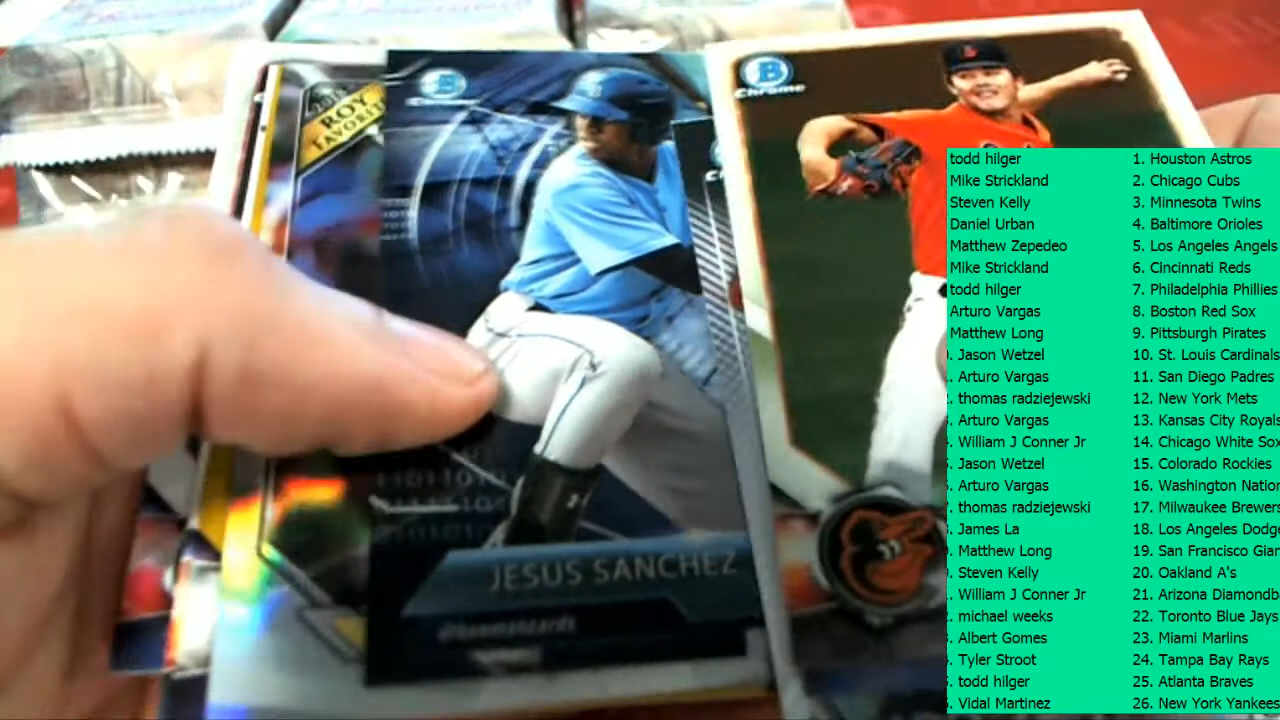 Chrome
Chrome
ROY
FAVORITE
JESUS SANCHEZ
@bowmancards
todd hilger 1. Houston Astros
Mike Strickland 2. Chicago Cubs
Steven Kelly 3. Minnesota Twins
Daniel Urban 4. Baltimore Orioles
Matthew Zepedeo 5. Los Angeles Angels
Mike Strickland 6. Cincinnati Reds
todd hilger 7. Philadelphia Phillies
Arturo Vargas 8. Boston Red Sox
Matthew Long 9. Pittsburgh Pirates
Jason Wetzel 10. St. Louis Cardinals
Arturo Vargas 11. San Diego Padres
thomas radziejewski 12. New York Mets
Arturo Vargas 13. Kansas City Royals
William J Conner Jr 14. Chicago White Sox
Jason Wetzel 15. Colorado Rockies
Arturo Vargas 16. Washington Nation
thomas radziejewski 17. Milwaukee Brewers
James La 18. Los Angeles Dodg
Matthew Long 19. San Francisco Gian
Steven Kelly 20. Oakland A's
William J Conner Jr 21. Arizona Diamondb
michael weeks 22. Toronto Blue Jays
Albert Gomes 23. Miami Marlins
Tyler Stroot 24. Tampa Bay Rays
todd hilger 25. Atlanta Braves
Vidal Martinez 26. New York Yankees